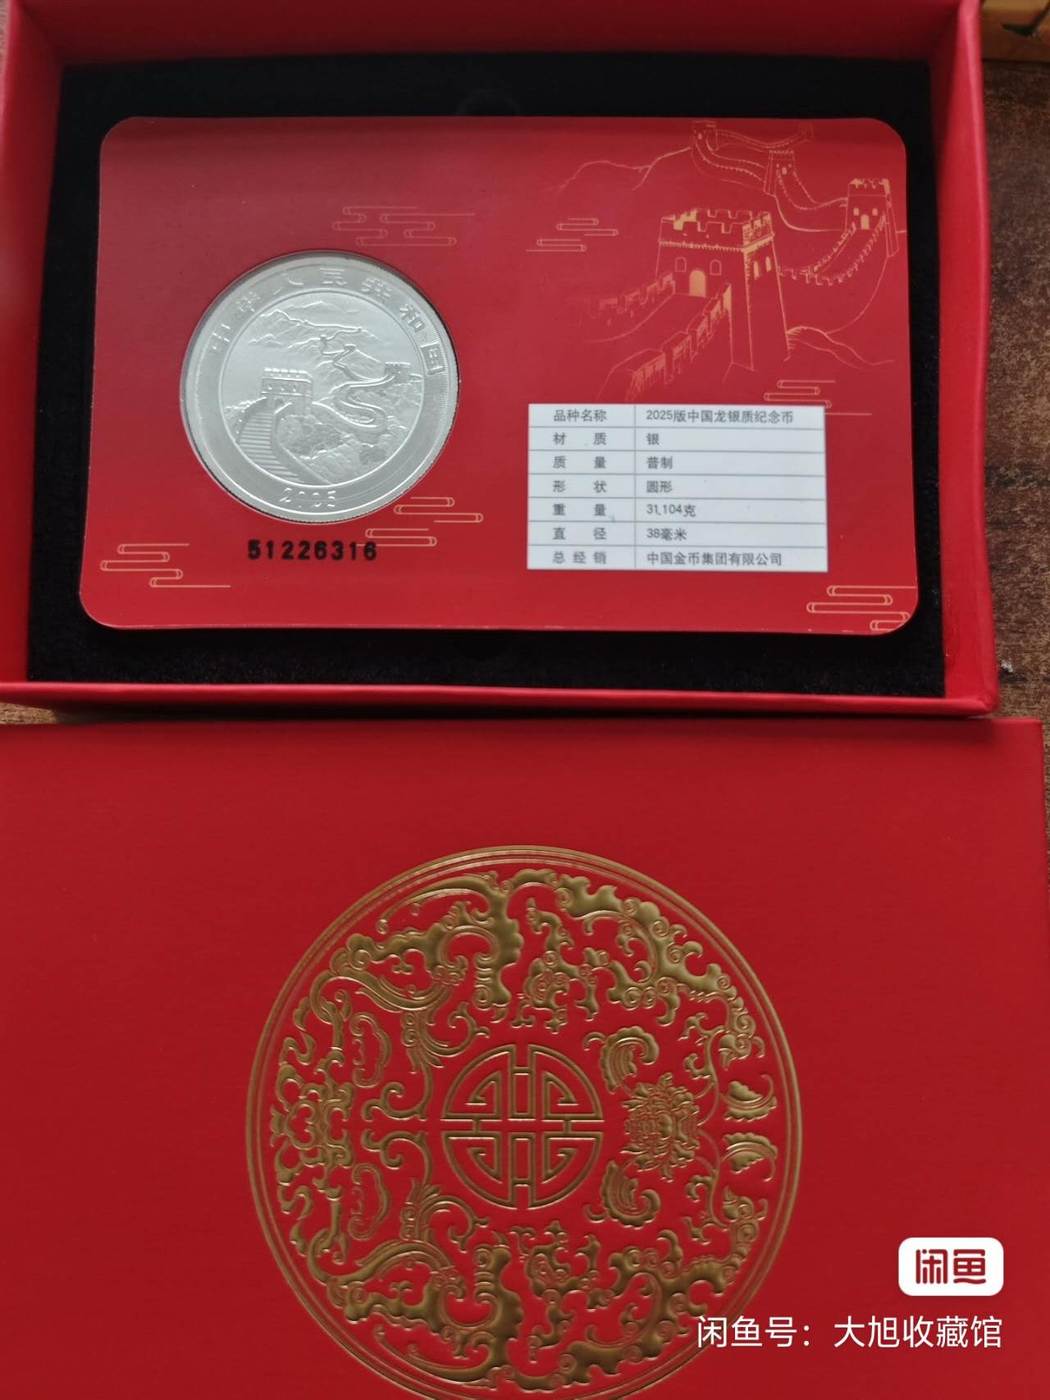 中华人民共和国
2025
51226316
品种名称 2025版中国龙银质纪念币
材 质 银
质 量 普制
形 状 圆形
重 量 31.104克
直 径 38毫米
总经销 中国金币集团有限公司
闲鱼
闲鱼号：大旭收藏馆